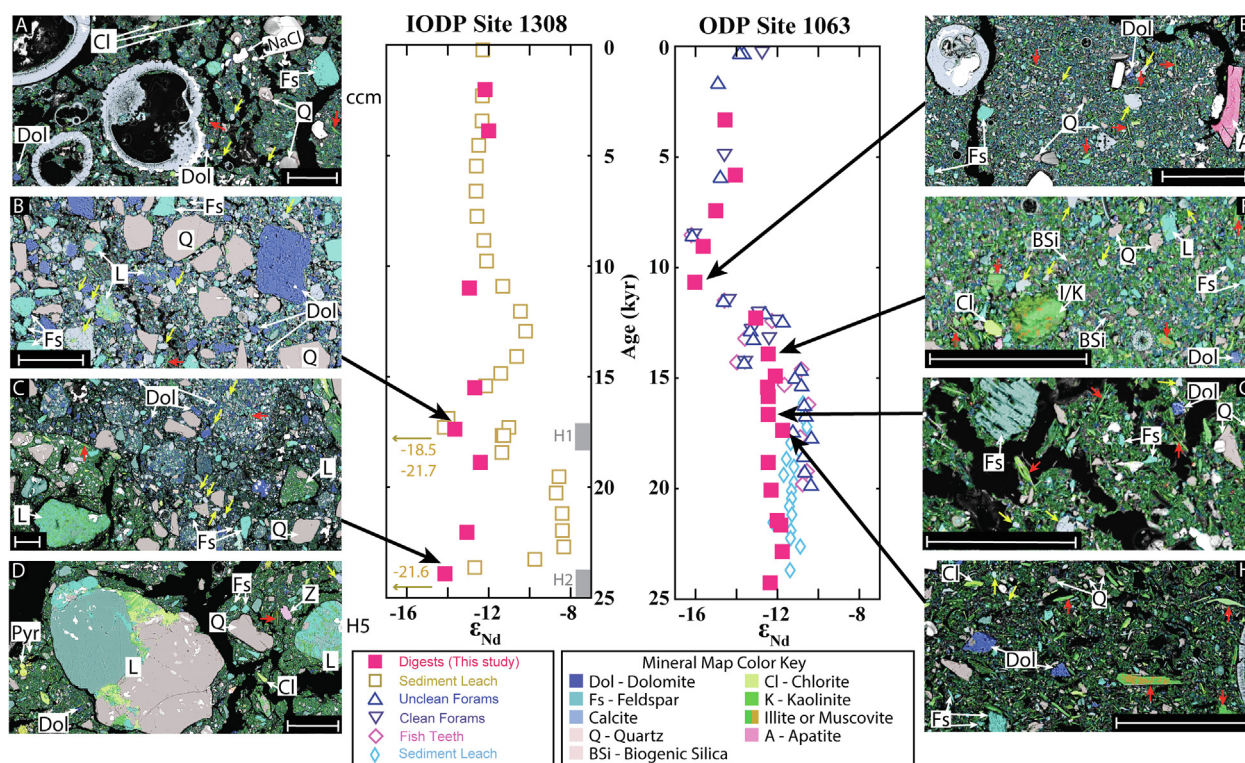 A
Cl
NaCl
Fs
Q
Dol
Dol
ccm
B
Fs
Q
L
Dol
Fs
Q
C
Dol
L
L
Fs
Q
D
Fs
Z
Q
Pyr
L
L
Cl
Dol
H5
IODP Site 1308
ODP Site 1063
0
5
10
15
20
25
Age (kyr)
0
5
10
15
20
25
-18.5
-21.7
-21.6
H1
H2
-16 -12 -8
εNd
-16 -12 -8
εNd
Dol
Q
Fs
A
F
BSi
Q
L
Fs
Cl
I/K
BSi
Dol
Dol
Q
Fs
Fs
H
Cl
Q
Dol
Fs
Digests (This study)
Sediment Leach
Unclean Forams
Clean Forams
Fish Teeth
Sediment Leach
Mineral Map Color Key
Dol - Dolomite
Fs - Feldspar
Calcite
Q - Quartz
BSi - Biogenic Silica
Cl - Chlorite
K - Kaolinite
Illite or Muscovite
A - Apatite